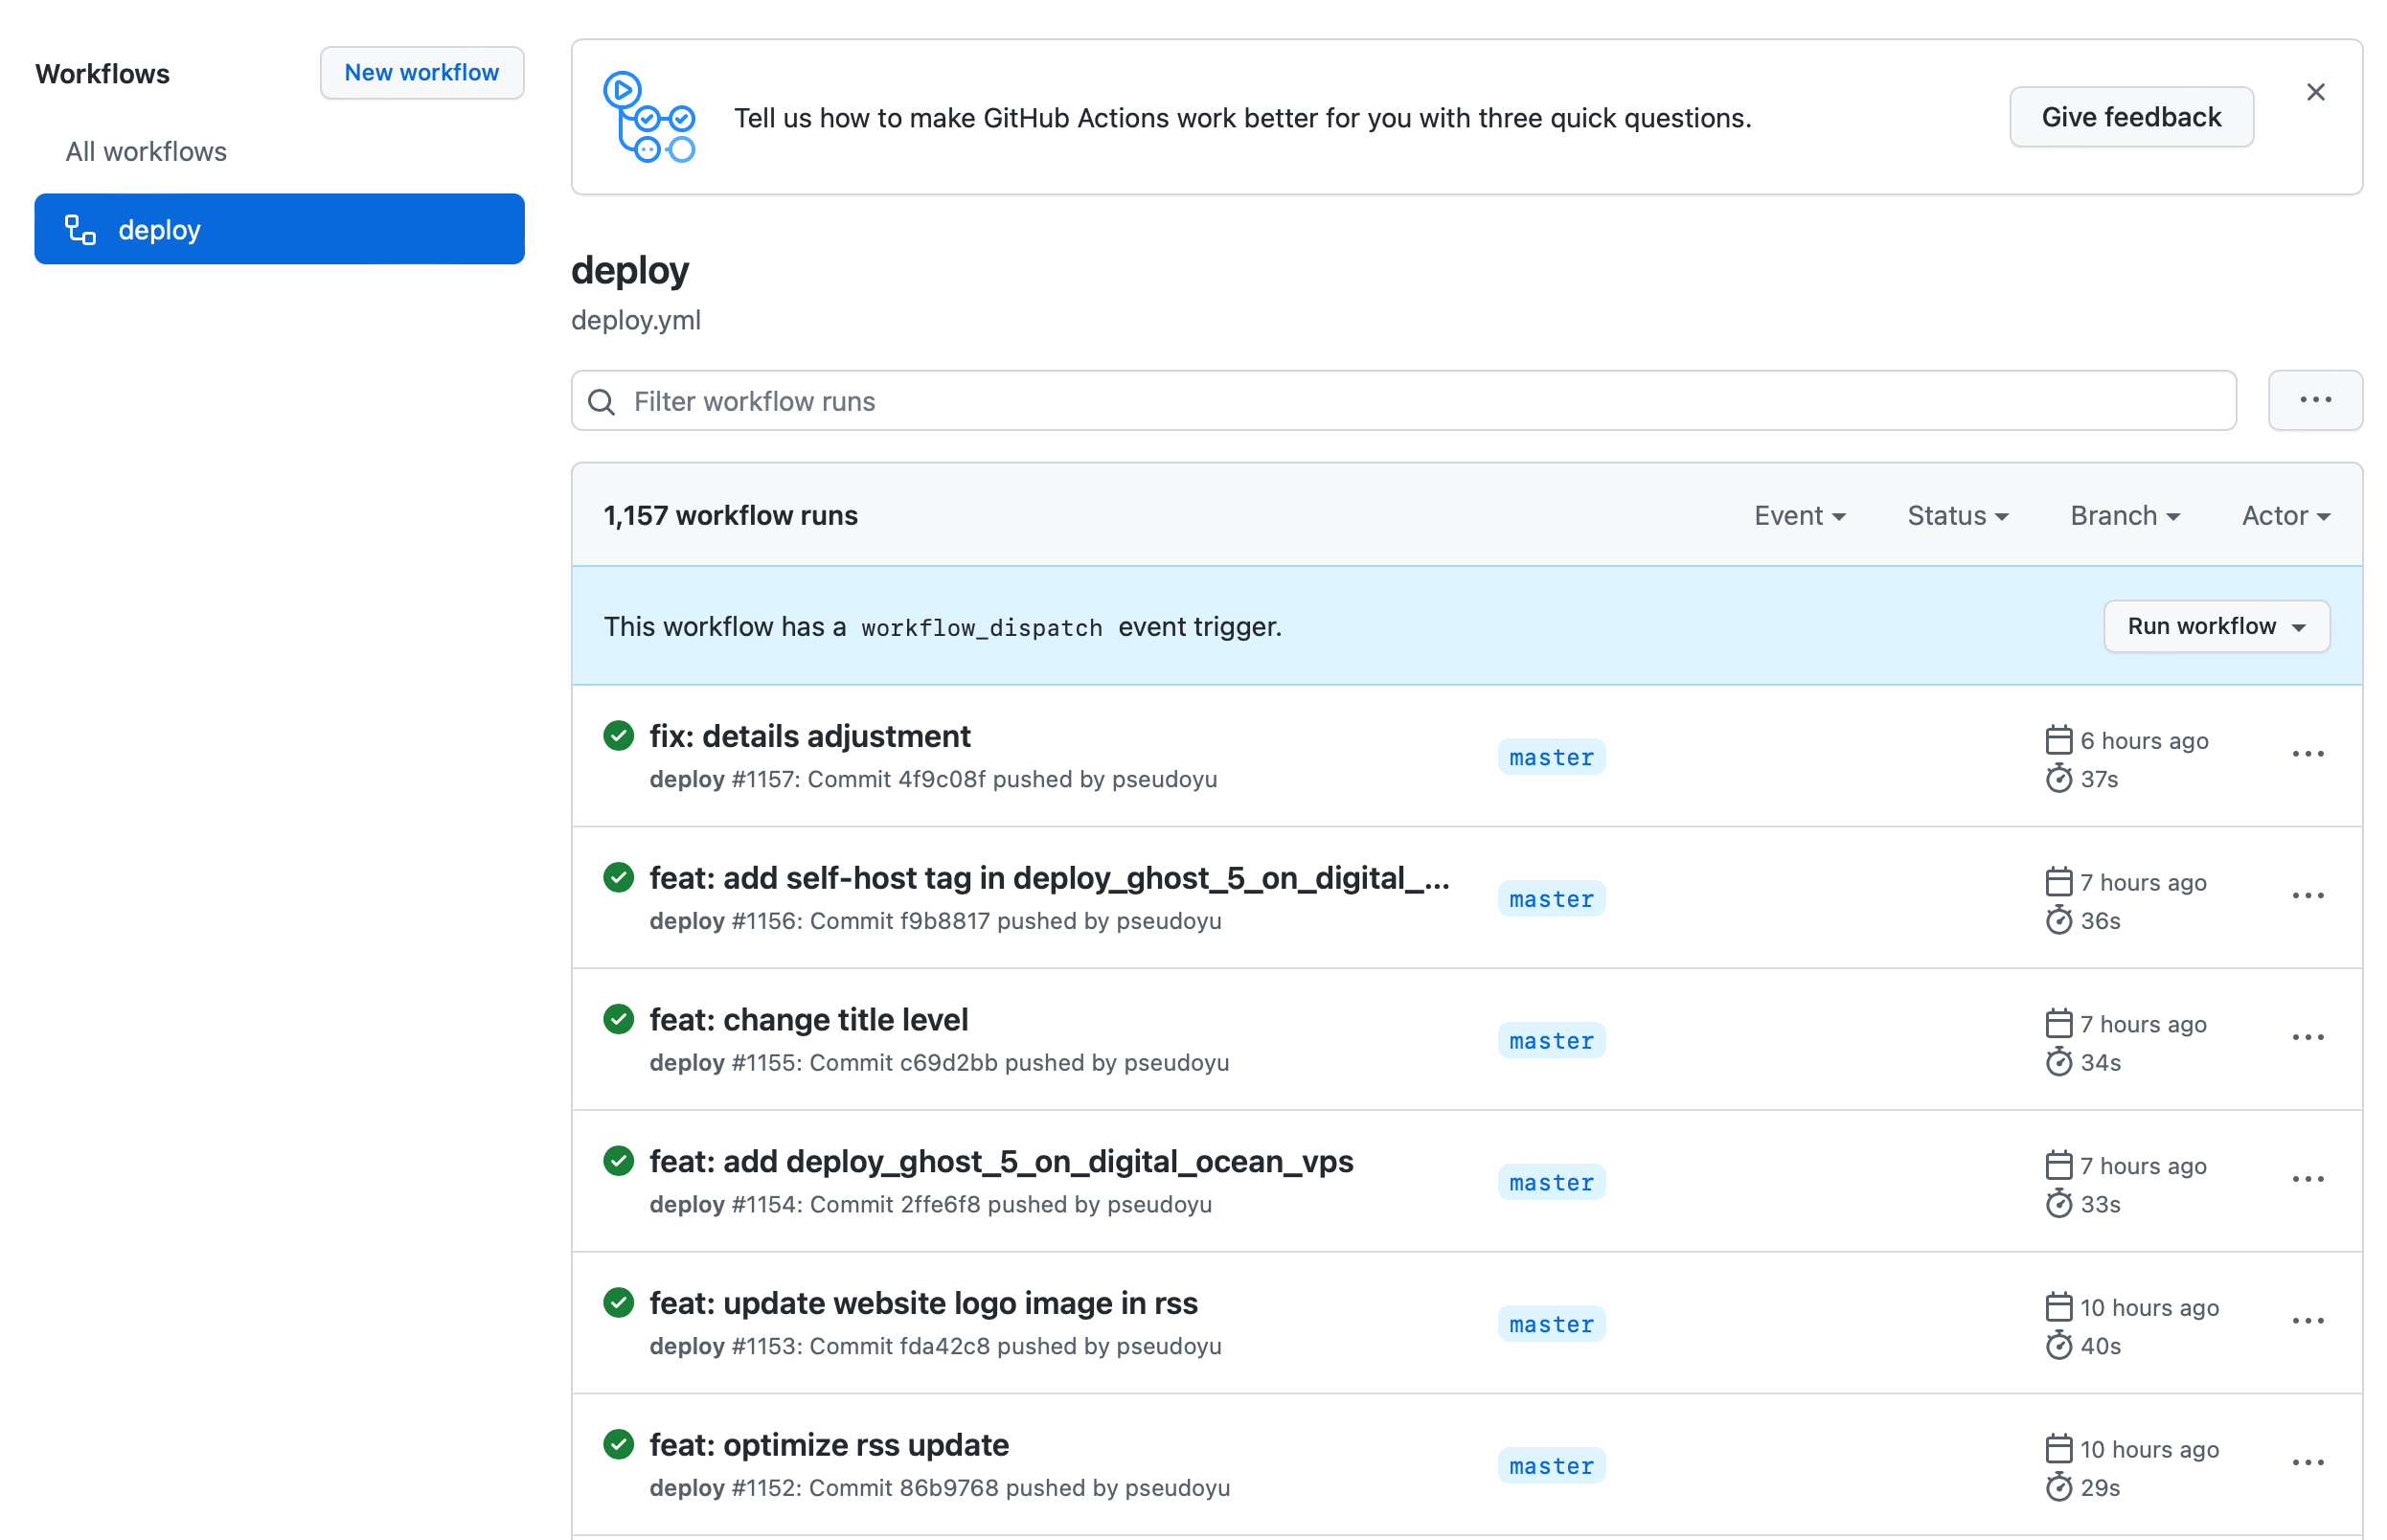 Workflows
New workflow
All workflows
deploy
Tell us how to make GitHub Actions work better for you with three quick questions.
Give feedback
deploy
deploy.yml
Filter workflow runs
1,157 workflow runs
Event
Status
Branch
Actor
This workflow has a workflow_dispatch event trigger.
Run workflow
fix: details adjustment
deploy #1157: Commit 4f9c08f pushed by pseudoyu
master
6 hours ago
37s
feat: add self-host tag in deploy_ghost_5_on_digital_...
deploy #1156: Commit f9b8817 pushed by pseudoyu
master
7 hours ago
36s
feat: change title level
deploy #1155: Commit c69d2bb pushed by pseudoyu
master
7 hours ago
34s
feat: add deploy_ghost_5_on_digital_ocean_vps
deploy #1154: Commit 2ffe6f8 pushed by pseudoyu
master
7 hours ago
33s
feat: update website logo image in rss
deploy #1153: Commit fda42c8 pushed by pseudoyu
master
10 hours ago
40s
feat: optimize rss update
deploy #1152: Commit 86b9768 pushed by pseudoyu
master
10 hours ago
29s